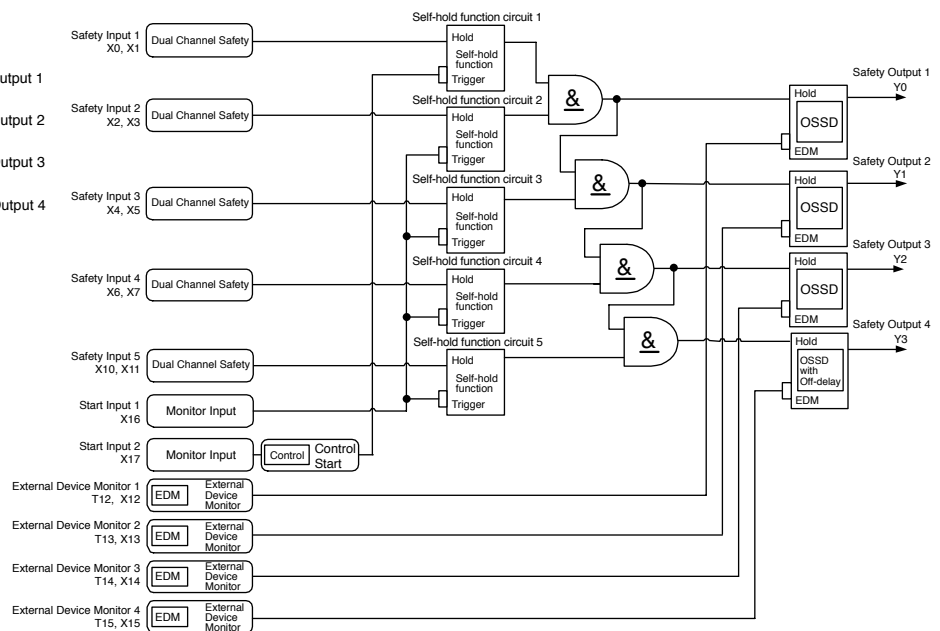 Self-hold function circuit 1
Safety Input 1
X0, X1
Dual Channel Safety
Hold
Self-hold
function
Trigger
Output 1
Safety Output 1
Y0
Hold
OSSD
EDM
&
Self-hold function circuit 2
Safety Input 2
X2, X3
Dual Channel Safety
Hold
Self-hold
function
Trigger
Output 2
Safety Output 2
Y1
Hold
OSSD
EDM
&
Output 3
Self-hold function circuit 3
Safety Input 3
X4, X5
Dual Channel Safety
Hold
Self-hold
function
Trigger
Output 4
Safety Output 3
Y2
Hold
OSSD
EDM
&
Self-hold function circuit 4
Safety Input 4
X6, X7
Dual Channel Safety
Hold
Self-hold
function
Trigger
Safety Output 4
Y3
Hold
OSSD
with
Off-delay
EDM
&
Self-hold function circuit 5
Safety Input 5
X10, X11
Dual Channel Safety
Hold
Self-hold
function
Trigger
Start Input 1
X16
Monitor Input
Start Input 2
X17
Monitor Input
Control
Control
Start
External Device Monitor 1
T12, X12
EDM
External
Device
Monitor
External Device Monitor 2
T13, X13
EDM
External
Device
Monitor
External Device Monitor 3
T14, X14
EDM
External
Device
Monitor
External Device Monitor 4
T15, X15
EDM
External
Device
Monitor